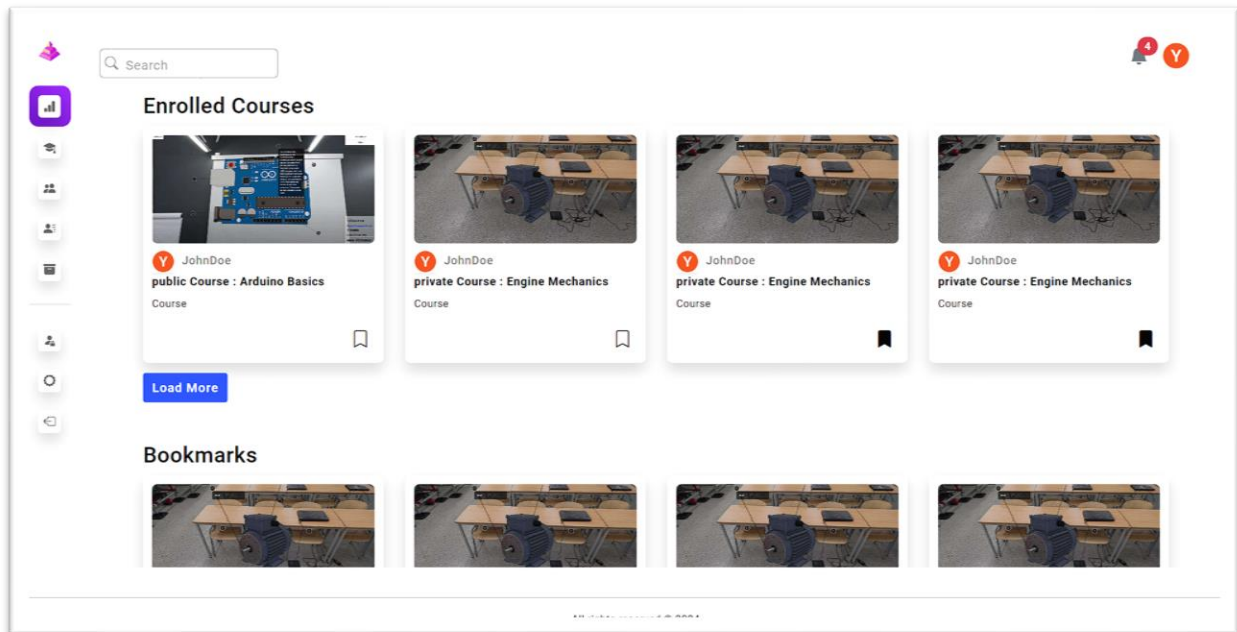 4
Search
Y
Enrolled Courses
Y JohnDoe
public Course : Arduino Basics
Course
Y JohnDoe
private Course : Engine Mechanics
Course
Y JohnDoe
private Course : Engine Mechanics
Course
Y JohnDoe
private Course : Engine Mechanics
Course
Load More
Bookmarks